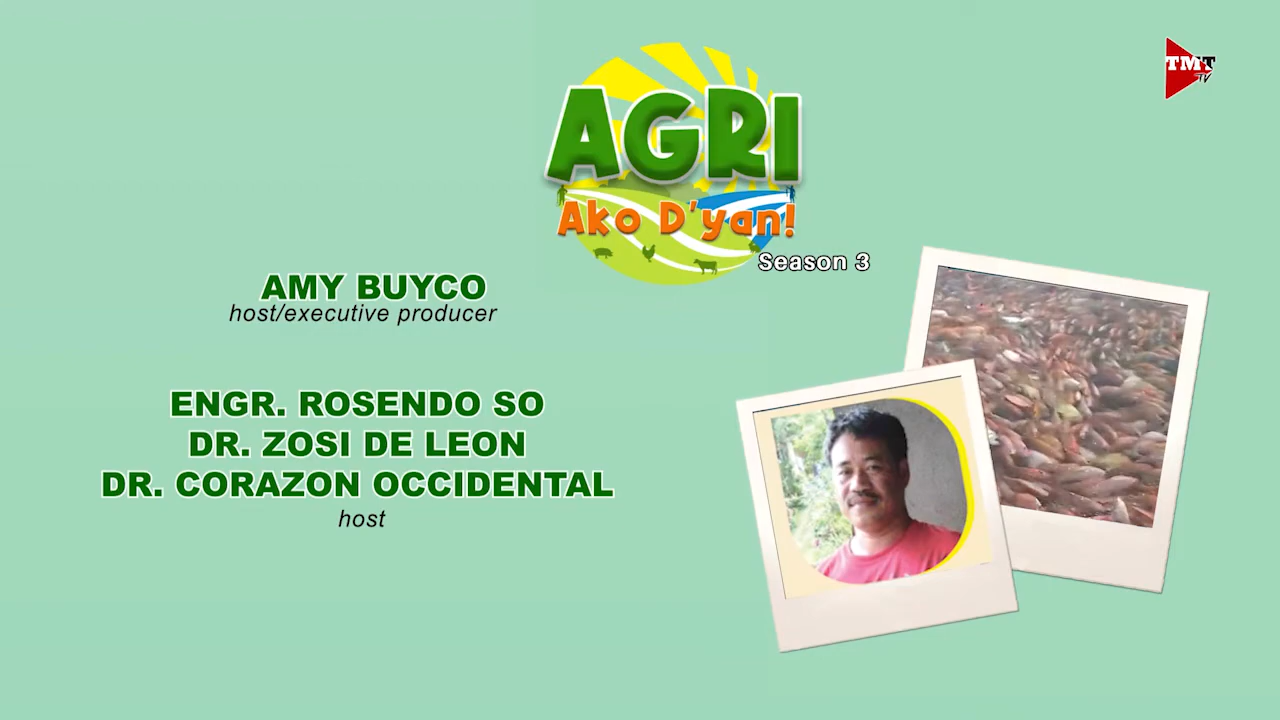 TMT
TV
AGRI
Ako D'yan!
Season 3
AMY BUYCO
host/executive producer
ENGR. ROSENDO SO
DR. ZOSI DE LEON
DR. CORAZON OCCIDENTAL
host